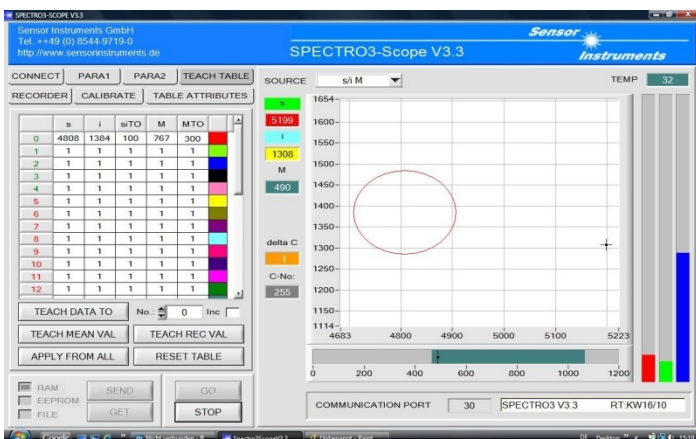 SPECTRO3-SCOPE V3.3
Sensor Instruments GmbH
Tel. ++49 (0) 8544-9719-0
http://www.sensorinstruments.de
SPECTRO3-Scope V3.3
Sensor
Instruments
CONNECT PARA1 PARA2 TEACH TABLE
RECORDER CALIBRATE TABLE ATTRIBUTES
s i siTO M MTO
0 4808 1384 100 767 300
1 1 1 1 1 1
2 1 1 1 1 1
3 1 1 1 1 1
4 1 1 1 1 1
5 1 1 1 1 1
6 1 1 1 1 1
7 1 1 1 1 1
8 1 1 1 1 1
9 1 1 1 1 1
10 1 1 1 1 1
11 1 1 1 1 1
12 1 1 1 1 1
TEACH DATA TO No.: 0 Inc
TEACH MEAN VAL TEACH REC VAL
APPLY FROM ALL RESET TABLE
RAM
EEPROM
FILE
SEND GO
GET STOP
SOURCE s/i M TEMP 32
s
5199
i
1308
M
490
delta C
-1
C-No:
255
1654
1600
1550
1500
1450
1400
1350
1300
1250
1200
1150
1114
4683 4800 4900 5000 5100 5223
0 200 400 600 800 1000 1200
COMMUNICATION PORT 30 SPECTRO3 V3.3 RT:KW16/10
Google
Nicht verbunden
Unbenannt - Paint
DE Desktop 15:10